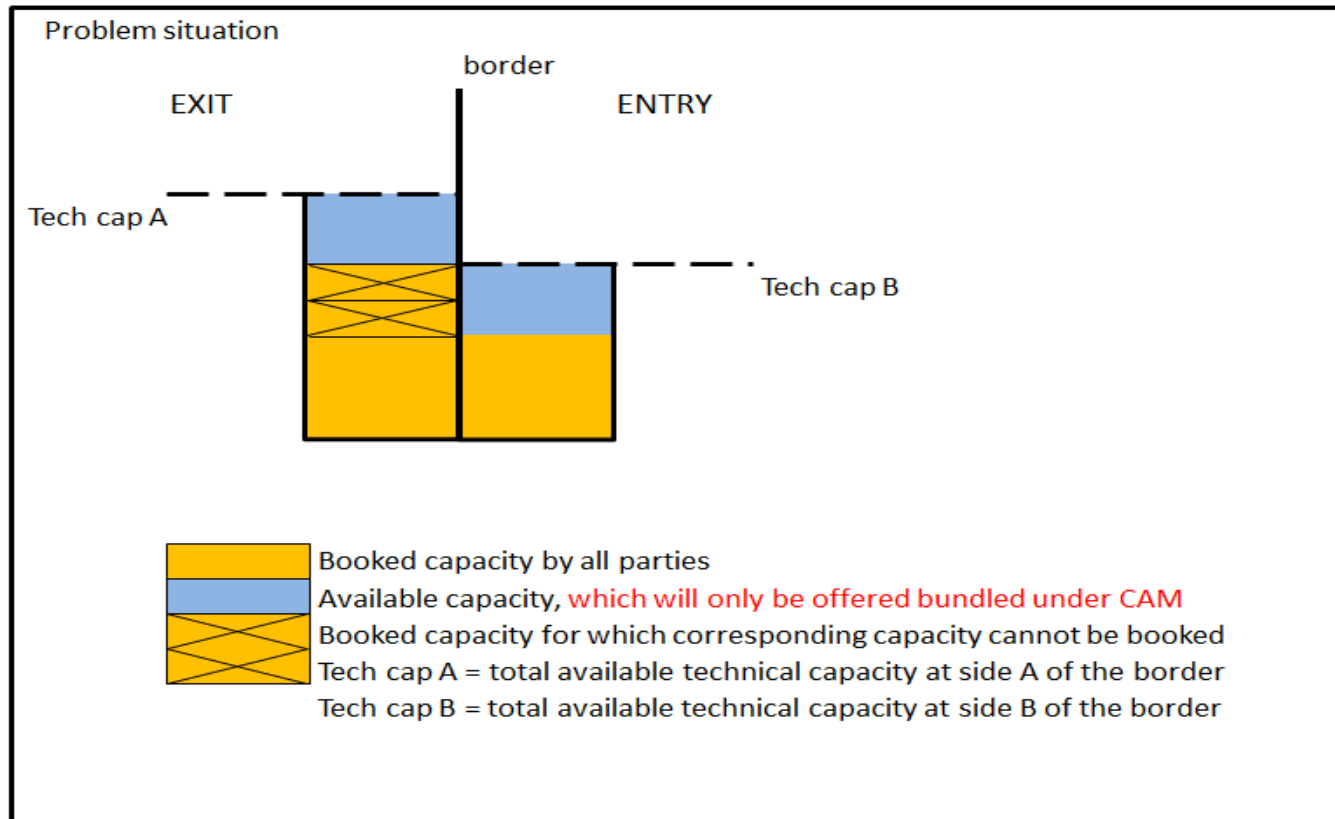 Problem situation
border
EXIT
ENTRY
Tech cap A
Tech cap B
Booked capacity by all parties
Available capacity, which will only be offered bundled under CAM
Booked capacity for which corresponding capacity cannot be booked
Tech cap A = total available technical capacity at side A of the border
Tech cap B = total available technical capacity at side B of the border